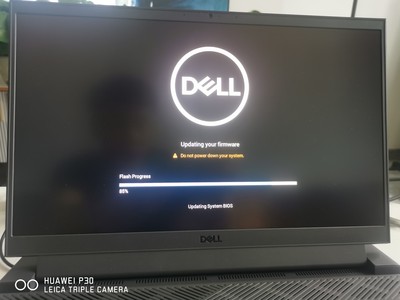 DELL
Updating your firmware
Do not power down your system.
Flash Progress
85%
Updating System BIOS
DELL
HUAWEI P30
LEICA TRIPLE CAMERA